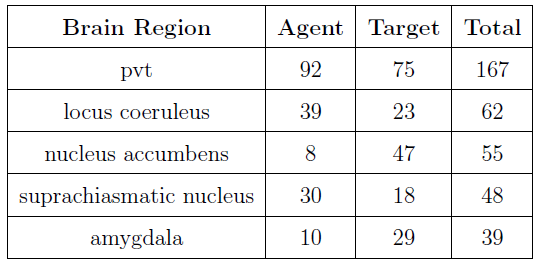 Brain Region Agent Target Total
pvt 92 75 167
locus coeruleus 39 23 62
nucleus accumbens 8 47 55
suprachiasmatic nucleus 30 18 48
amygdala 10 29 39